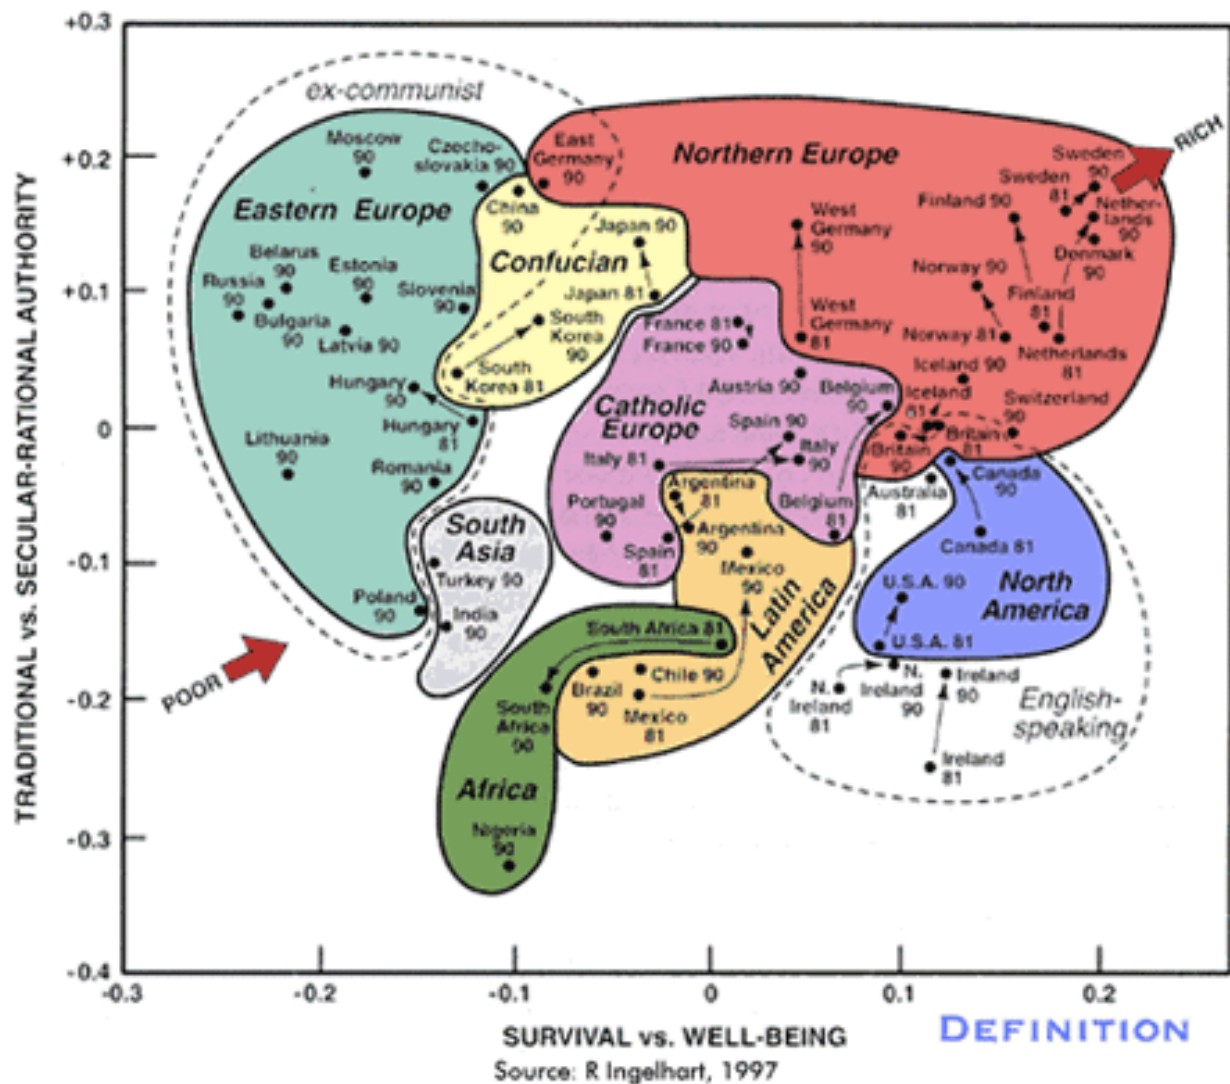 +0.3
+0.2
+0.1
0
-0.1
-0.2
-0.3
-0.4
TRADITIONAL vs. SECULAR-RATIONAL AUTHORITY
ex-communist
Moscow
90
Czecho-
slovakia 90
East
Germany
90
Northern Europe
RICH
Sweden
90
Sweden
81
Finland 90
Nether-
lands
90
Denmark
90
Eastern Europe
China
90
Japan 90
West
Germany
90
Belarus
90
Estonia
90
Confucian
Norway 90
Russia
90
Slovenia
90
Japan 81
Finland
81
Bulgaria
90
Latvia 90
South
Korea
90
France 81
France 90
West
Germany
81
Norway 81
Netherlands
81
Hungary
90
South
Korea 81
Austria 90
Belgium
90
Iceland 90
Iceland
81
Switzerland
90
Hungary
81
Catholic
Europe
Spain 90
Italy
90
Britain
90
Britain
81
Lithuania
90
Romania
90
Italy 81
Argentina
81
Belgium
81
Australia
81
Canada
90
Portugal
90
South
Asia
Spain
81
Argentina
90
Canada 81
Turkey 90
Mexico
90
U.S.A. 90
North
America
Poland
90
India
90
Latin
America
South Africa 81
U.S.A. 81
POOR
Chile 90
Brazil
90
Mexico
81
N.
Ireland
81
N.
Ireland
90
Ireland
90
English-
speaking
South
Africa
90
Ireland
81
Africa
Nigeria
90
-0.3
-0.2
-0.1
0
0.1
0.2
SURVIVAL vs. WELL-BEING
DEFINITION
Source: R Ingelhart, 1997